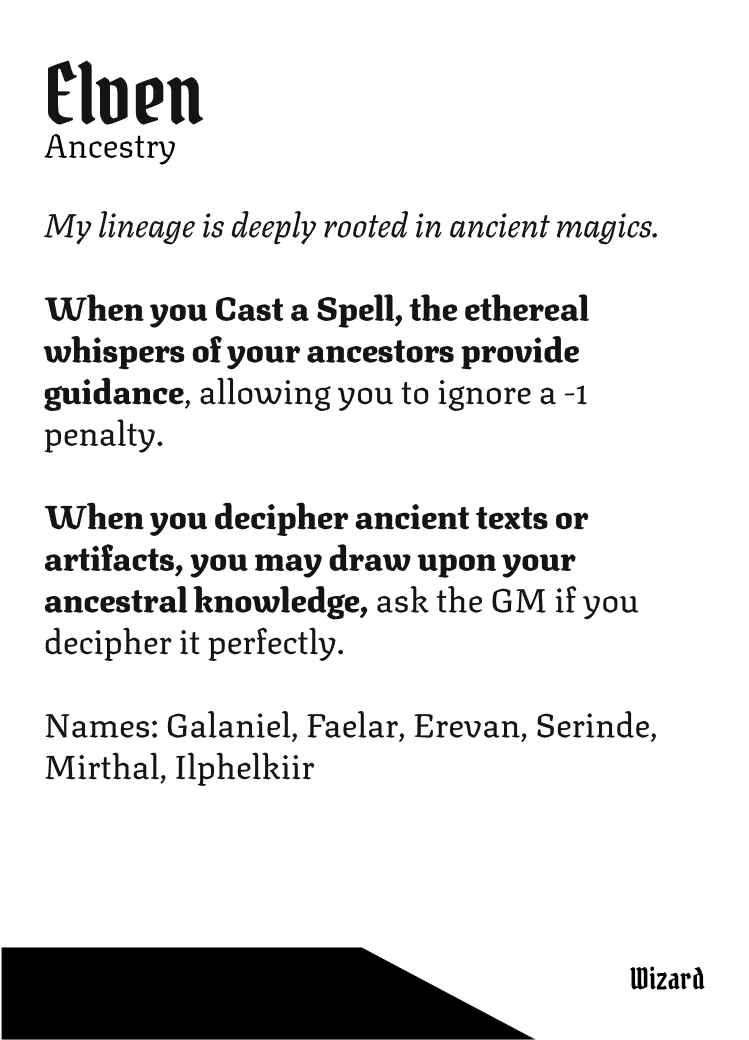 Elven
Ancestry
My lineage is deeply rooted in ancient magics.
When you Cast a Spell, the ethereal
whispers of your ancestors provide
guidance, allowing you to ignore a -1
penalty.
When you decipher ancient texts or
artifacts, you may draw upon your
ancestral knowledge, ask the GM if you
decipher it perfectly.
Names: Galaniel, Faelar, Erevan, Serinde,
Mirthal, Ilphelkiir
Wizard